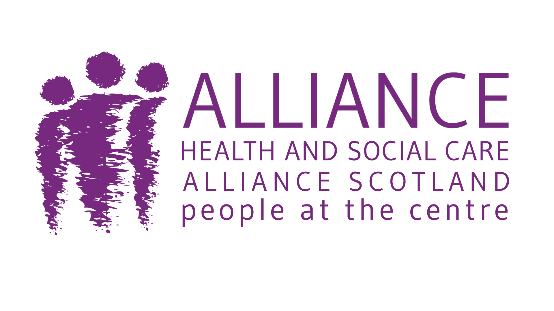 ALLIANCE
HEALTH AND SOCIAL CARE
ALLIANCE SCOTLAND
people at the centre